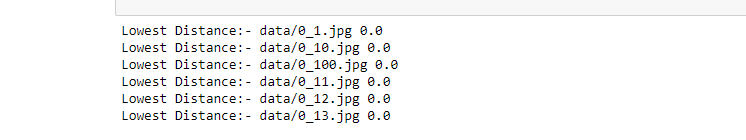 Lowest Distance:- data/0_1.jpg 0.0
Lowest Distance:- data/0_10.jpg 0.0
Lowest Distance:- data/0_100.jpg 0.0
Lowest Distance:- data/0_11.jpg 0.0
Lowest Distance:- data/0_12.jpg 0.0
Lowest Distance:- data/0_13.jpg 0.0